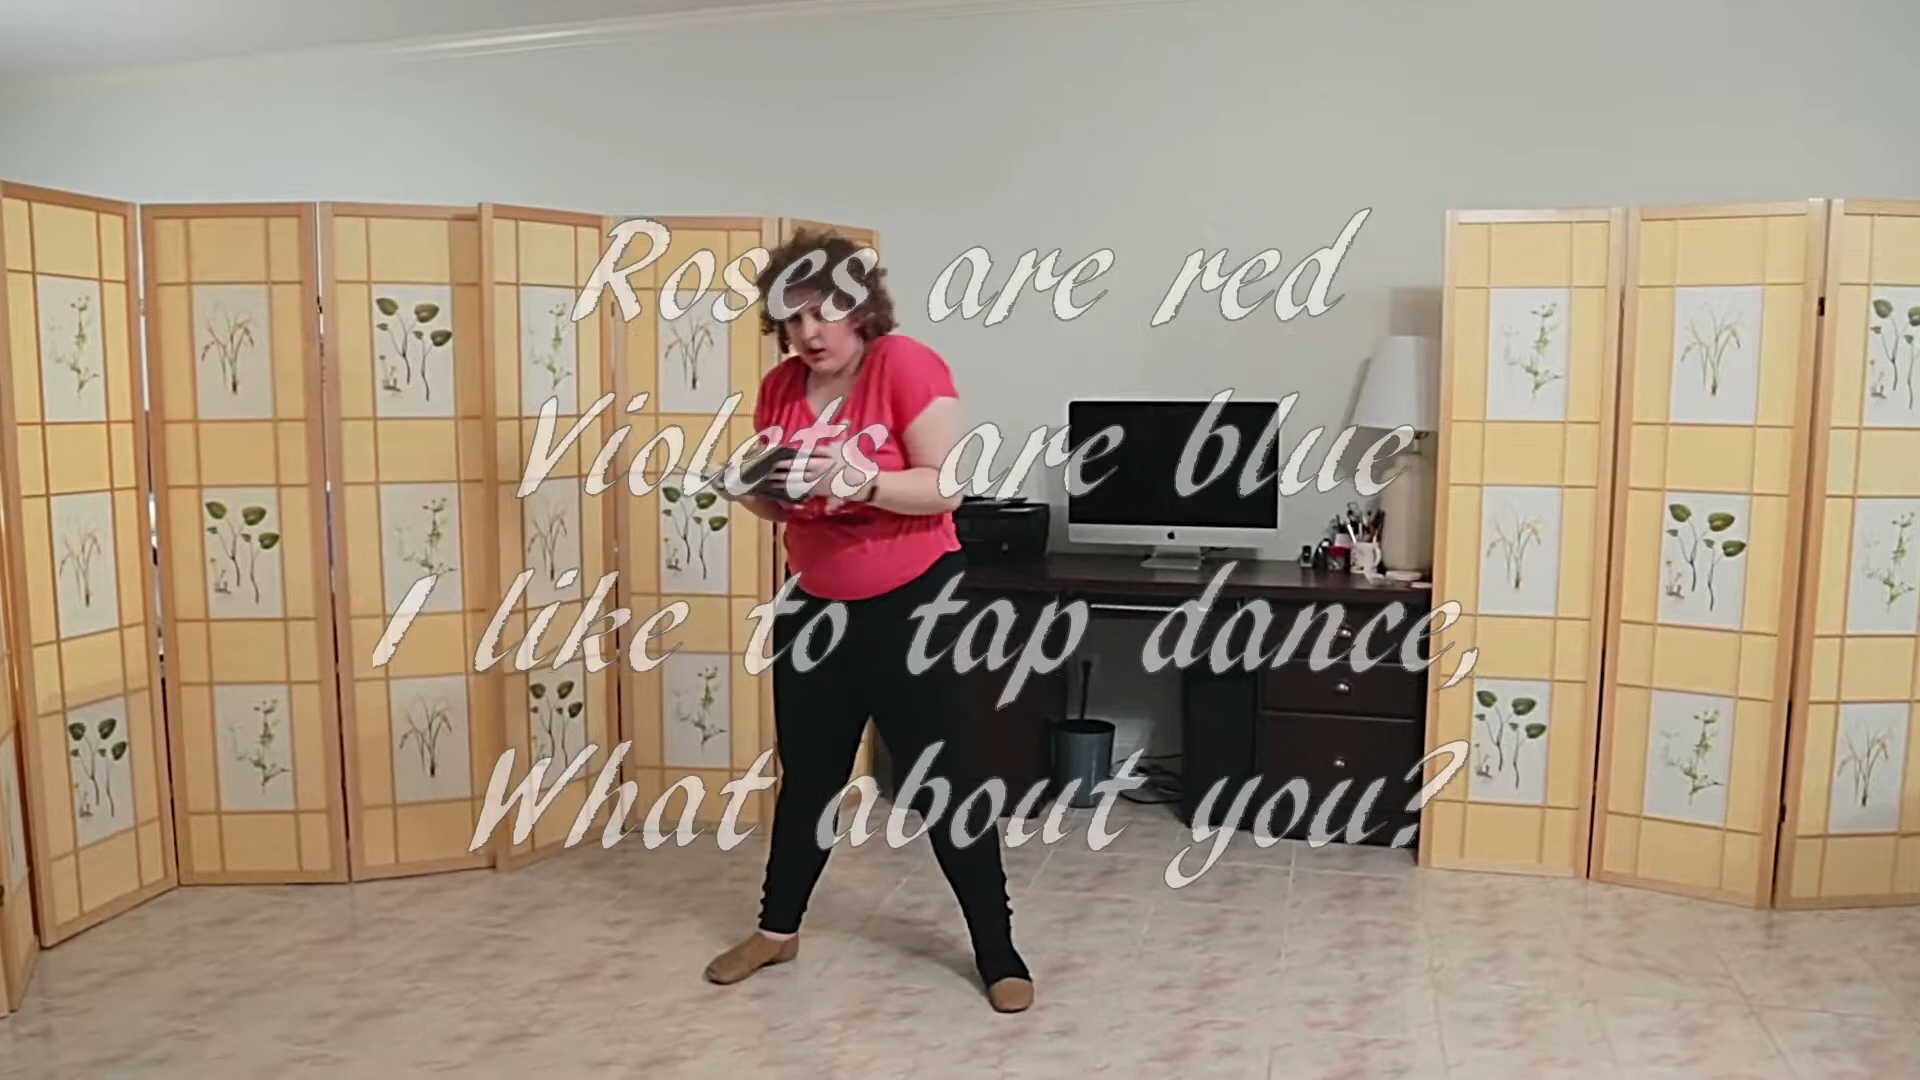 Roses are red
Violets are blue
I like to tap dance,
What about you?